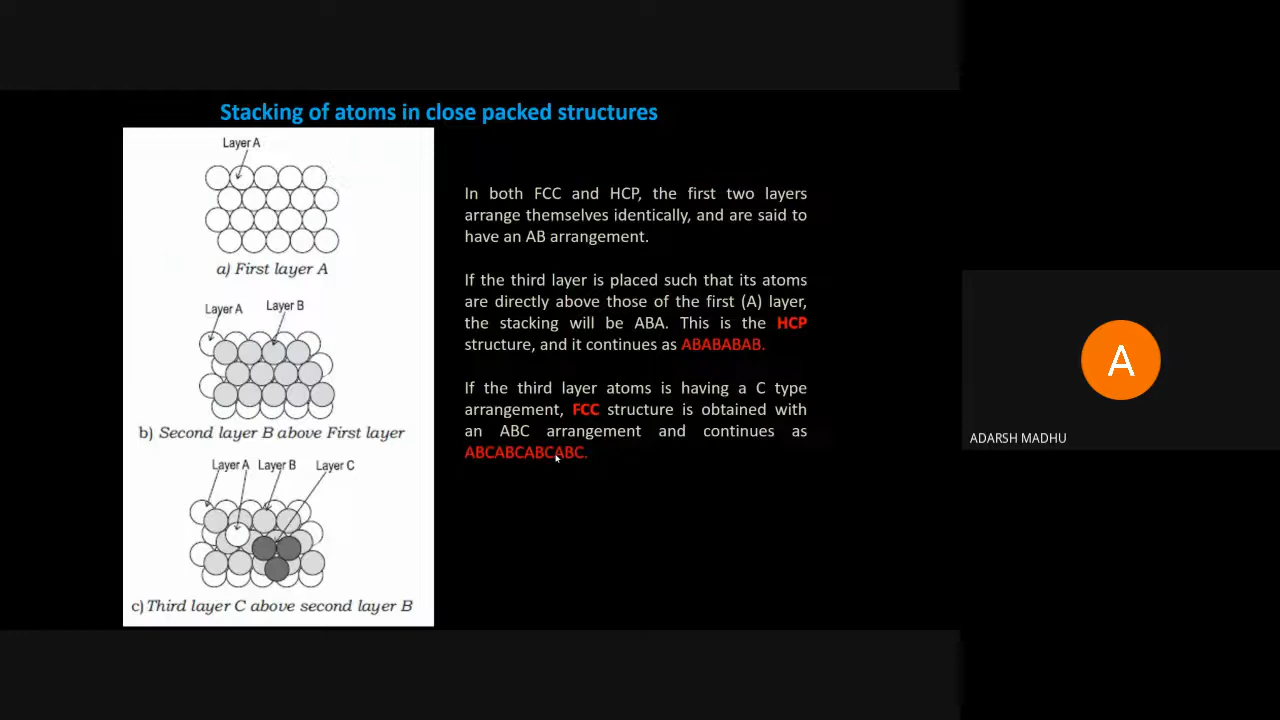 Stacking of atoms in close packed structures
Layer A
a) First layer A
Layer A
Layer B
b) Second layer B above First layer
Layer A
Layer B
Layer C
c) Third layer C above second layer B
In both FCC and HCP, the first two layers
arrange themselves identically, and are said to
have an AB arrangement.
If the third layer is placed such that its atoms
are directly above those of the first (A) layer,
the stacking will be ABA. This is the HCP
structure, and it continues as ABABABAB.
If the third layer atoms is having a C type
arrangement, FCC structure is obtained with
an ABC arrangement and continues as
ABCABCABCABC.
A
ADARSH MADHU